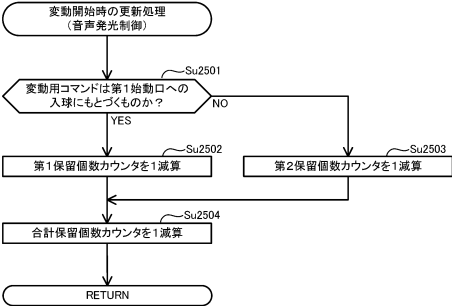 変動開始時の更新処理
(音声発光制御)
Su2501
変動用コマンドは第1始動口への
入球にもとづくものか?
NO
YES
Su2502
第1保留個数カウンタを1減算
Su2503
第2保留個数カウンタを1減算
Su2504
合計保留個数カウンタを1減算
RETURN